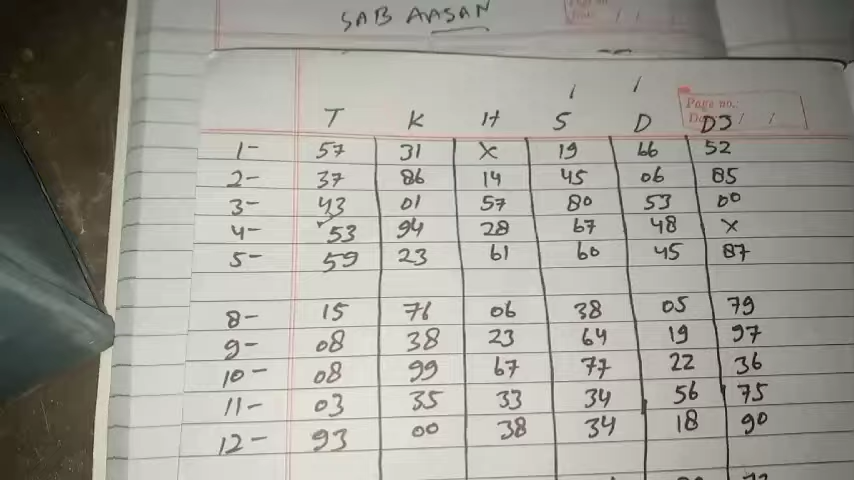 SAB AASAN
Page no.:
T K H S D DJ
1- 57 31 X 19 66 52
2- 37 86 14 45 06 85
3- 43 01 57 80 53 00
4- 53 94 28 67 48 X
5- 59 23 61 60 45 87
8- 15 76 06 38 05 79
9- 08 38 23 64 19 97
10- 08 99 67 77 22 36
11- 03 35 33 34 56 75
12- 93 00 38 34 18 90